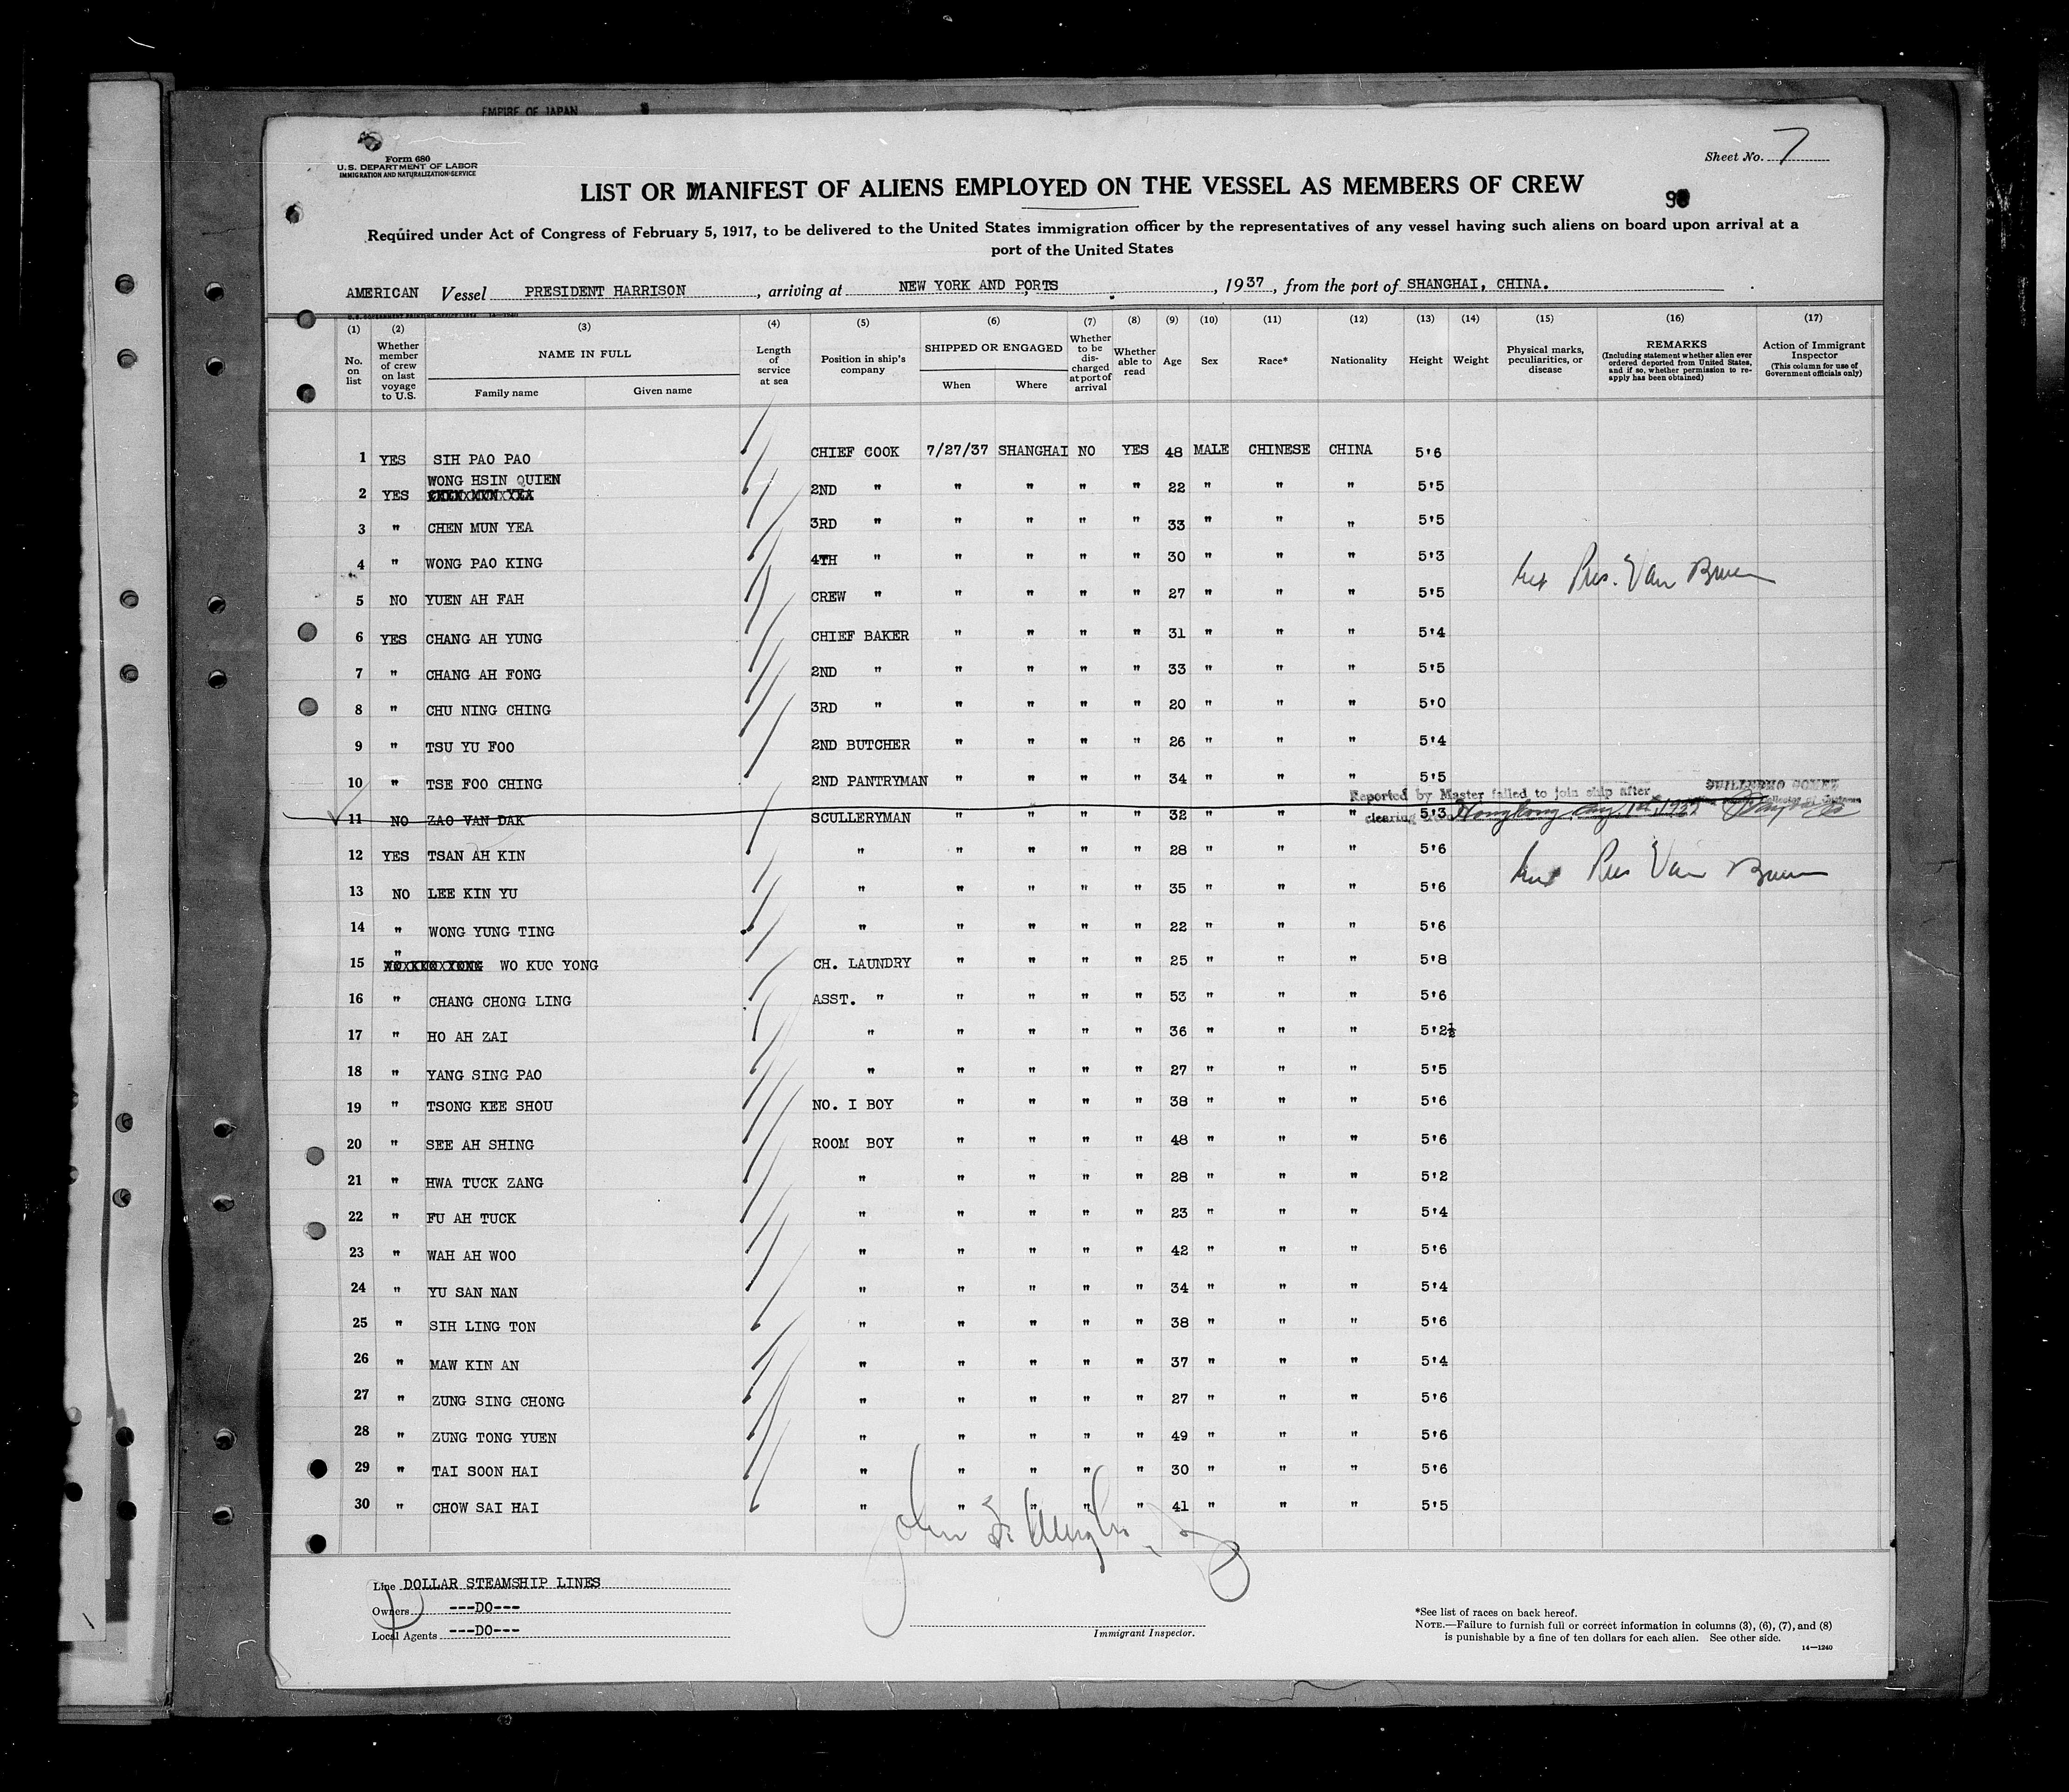 EMPIRE OF JAPAN
Form 680
U.S. DEPARTMENT OF LABOR
IMMIGRATION AND NATURALIZATION SERVICE
Sheet No. 7
LIST OR MANIFEST OF ALIENS EMPLOYED ON THE VESSEL AS MEMBERS OF CREW
Required under Act of Congress of February 5, 1917, to be delivered to the United States immigration officer by the representatives of any vessel having such aliens on board upon arrival at a
port of the United States
AMERICAN Vessel PRESIDENT HARRISON, arriving at NEW YORK AND PORTS, 1937, from the port of SHANGHAI, CHINA.
(1) (2) (3) (4) (5) (6) (7) (8) (9) (10) (11) (12) (13) (14) (15) (16) (17)
No. on list
Whether member of crew on last voyage to U.S.
NAME IN FULL
Family name
Given name
Length of service at sea
Position in ship's company
SHIPPED OR ENGAGED
When
Where
Whether to be discharged at port of arrival
Whether able to read
Age
Sex
Race*
Nationality
Height
Weight
Physical marks, peculiarities, or disease
REMARKS
(Including statement whether alien ever ordered deported from United States, and if so, whether permission to reapply has been obtained)
Action of Immigrant Inspector
(This column for use of Government officials only)
1 YES SIH PAO PAO CHIEF COOK 7/27/37 SHANGHAI NO YES 48 MALE CHINESE CHINA 5'6
WONG HSIN QUIEN
2 YES CHEN MUN YEA 2ND " " " " " 22 " " " 5'5
3 " CHEN MUN YEA 3RD " " " " " 33 " " " 5'5
4 " WONG PAO KING 4TH " " " " " 30 " " " 5'3
5 NO YUEN AH FAH CREW " " " " " 27 " " " 5'5 Pres. Van Buren
6 YES CHANG AH YUNG CHIEF BAKER " " " " 31 " " " 5'4
7 " CHANG AH FONG 2ND " " " " " 33 " " " 5'5
8 " CHU NING CHING 3RD " " " " " 20 " " " 5'0
9 " TSU YU FOO 2ND BUTCHER " " " " 26 " " " 5'4
10 " TSE FOO CHING 2ND PANTRYMAN " " " " 34 " " " 5'5
Reported by Master failed to join ship after GUILLERMO GOMEZ
11 NO ZAO VAN DAK SCULLERYMAN " " " " 32 " " " 5'3 clearing Hongkong Aug. 1st, 1937
12 YES TSAN AH KIN " " " " " 28 " " " 5'6
13 NO LEE KIN YU " " " " " 35 " " " 5'6 Pres Van Buren
14 " WONG YUNG TING " " " " " 22 " " " 5'6
15 " WO KUO YONG WO KUO YONG CH. LAUNDRY " " " " 25 " " " 5'8
16 " CHANG CHONG LING ASST. " " " " " 53 " " " 5'6
17 " HO AH ZAI " " " " " 36 " " " 5'2½
18 " YANG SING PAO " " " " " 27 " " " 5'5
19 " TSONG KEE SHOU NO. I BOY " " " " 38 " " " 5'6
20 " SEE AH SHING ROOM BOY " " " " 48 " " " 5'6
21 " HWA TUCK ZANG " " " " " 28 " " " 5'2
22 " FU AH TUCK " " " " " 23 " " " 5'4
23 " WAH AH WOO " " " " " 42 " " " 5'6
24 " YU SAN NAN " " " " " 34 " " " 5'4
25 " SIH LING TON " " " " " 38 " " " 5'6
26 " MAW KIN AN " " " " " 37 " " " 5'4
27 " ZUNG SING CHONG " " " " " 27 " " " 5'6
28 " ZUNG TONG YUEN " " " " " 49 " " " 5'6
29 " TAI SOON HAI " " " " " 30 " " " 5'6
30 " CHOW SAI HAI " " " " " 41 " " " 5'5
Line DOLLAR STEAMSHIP LINES
Owners ---DO---
Local Agents ---DO---
Immigrant Inspector.
*See list of races on back hereof.
NOTE.—Failure to furnish full or correct information in columns (3), (6), (7), and (8)
is punishable by a fine of ten dollars for each alien. See other side.
14—1240